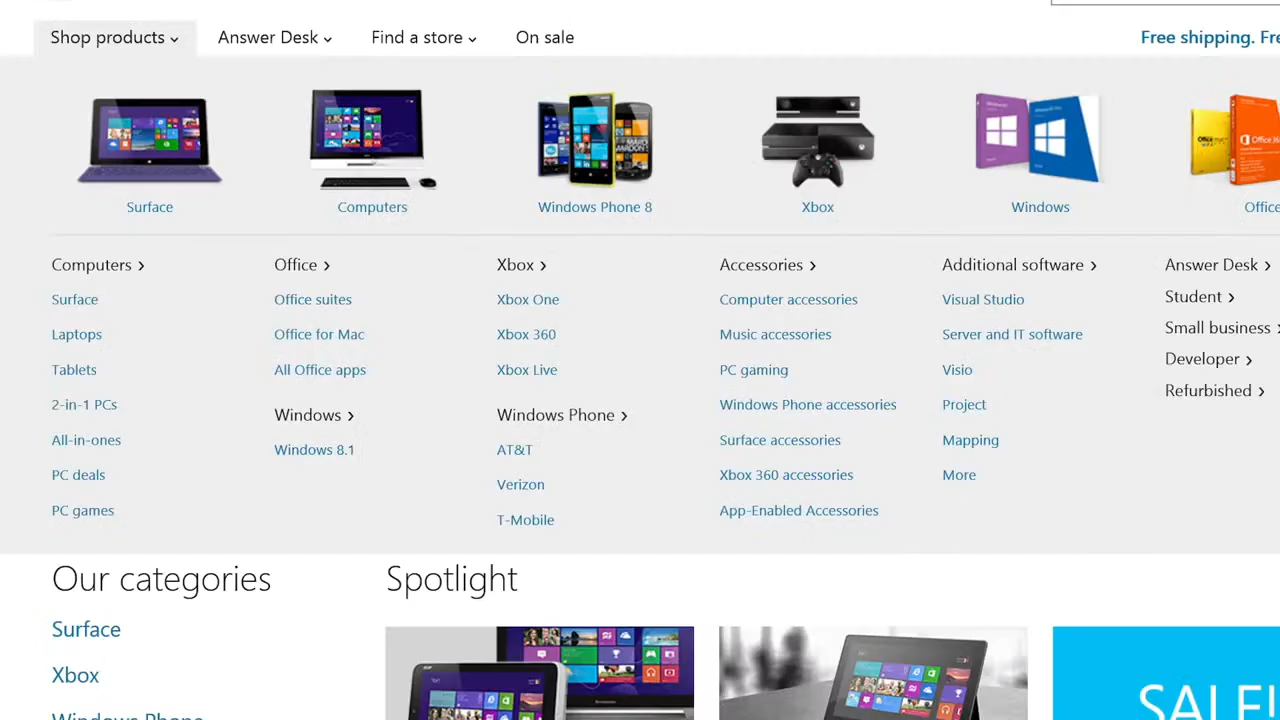 Shop products
Answer Desk
Find a store
On sale
Free shipping. Fre
Surface
Computers
Windows Phone 8
Xbox
Windows
Office
Computers
Surface
Laptops
Tablets
2-in-1 PCs
All-in-ones
PC deals
PC games
Office
Office suites
Office for Mac
All Office apps
Windows
Windows 8.1
Xbox
Xbox One
Xbox 360
Xbox Live
Windows Phone
AT&T
Verizon
T-Mobile
Accessories
Computer accessories
Music accessories
PC gaming
Windows Phone accessories
Surface accessories
Xbox 360 accessories
App-Enabled Accessories
Additional software
Visual Studio
Server and IT software
Visio
Project
Mapping
More
Answer Desk
Student
Small business
Developer
Refurbished
Our categories
Surface
Xbox
Windows Phone
Spotlight
SALE!